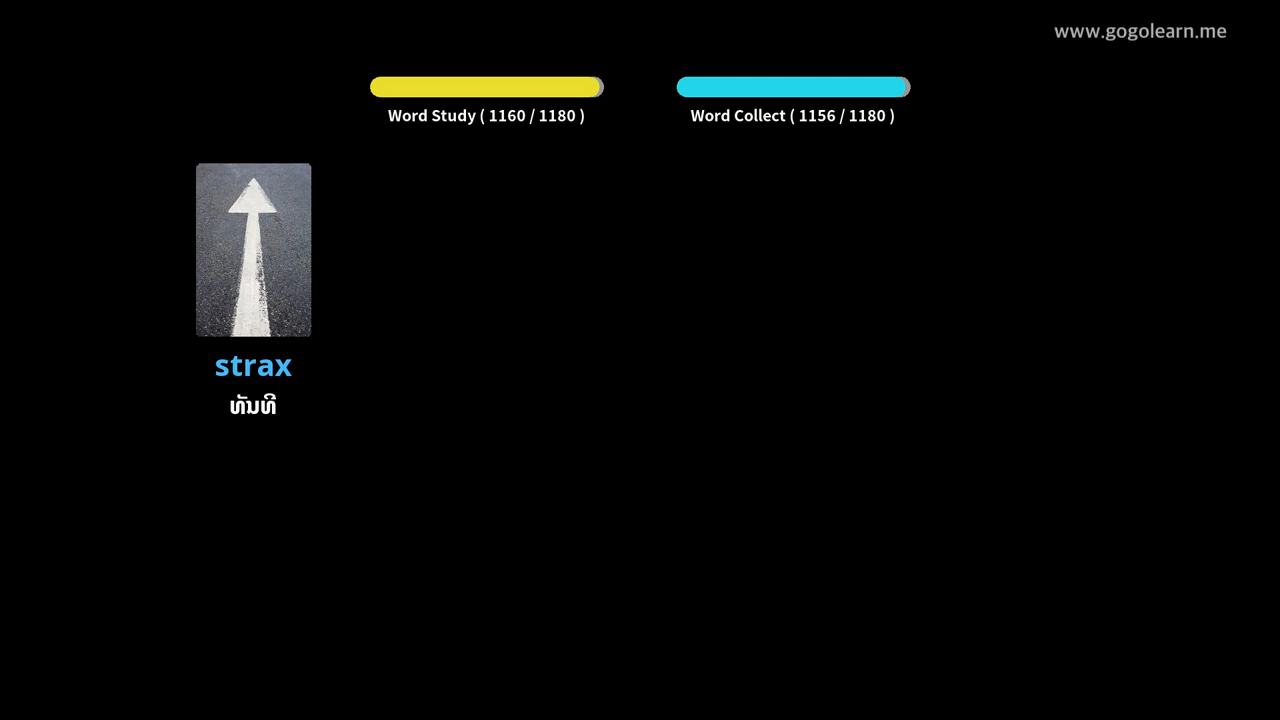 www.gogolearn.me
Word Study ( 1160 / 1180 )
Word Collect ( 1156 / 1180 )
strax
ທັນທີ